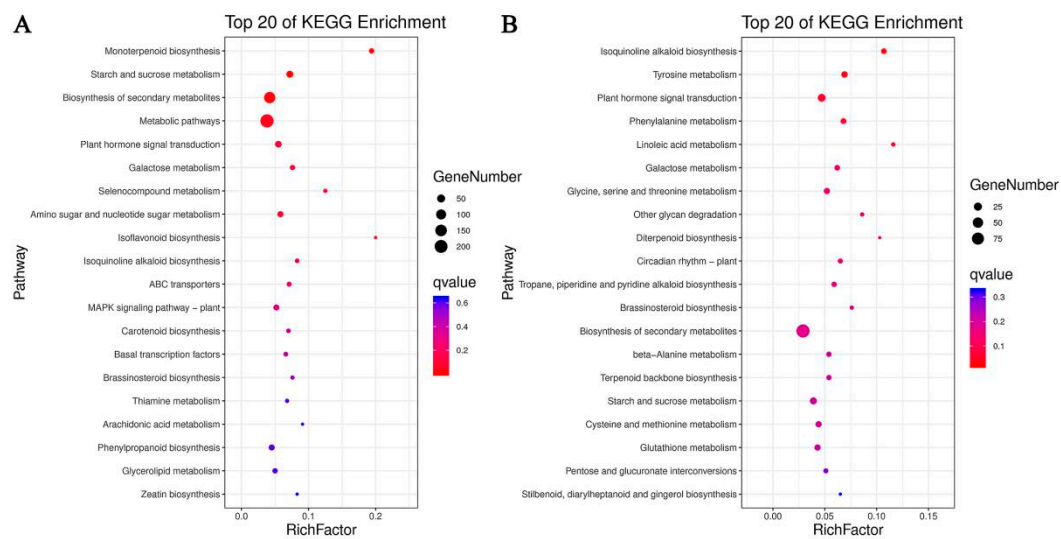 A
Top 20 of KEGG Enrichment
Pathway
Monoterpenoid biosynthesis
Starch and sucrose metabolism
Biosynthesis of secondary metabolites
Metabolic pathways
Plant hormone signal transduction
Galactose metabolism
Selenocompound metabolism
Amino sugar and nucleotide sugar metabolism
Isoflavonoid biosynthesis
Isoquinoline alkaloid biosynthesis
ABC transporters
MAPK signaling pathway − plant
Carotenoid biosynthesis
Basal transcription factors
Brassinosteroid biosynthesis
Thiamine metabolism
Arachidonic acid metabolism
Phenylpropanoid biosynthesis
Glycerolipid metabolism
Zeatin biosynthesis
0.0 0.1 0.2
RichFactor
GeneNumber
50
100
150
200
qvalue
0.6
0.4
0.2
B
Top 20 of KEGG Enrichment
Pathway
Isoquinoline alkaloid biosynthesis
Tyrosine metabolism
Plant hormone signal transduction
Phenylalanine metabolism
Linoleic acid metabolism
Galactose metabolism
Glycine, serine and threonine metabolism
Other glycan degradation
Diterpenoid biosynthesis
Circadian rhythm − plant
Tropane, piperidine and pyridine alkaloid biosynthesis
Brassinosteroid biosynthesis
Biosynthesis of secondary metabolites
beta−Alanine metabolism
Terpenoid backbone biosynthesis
Starch and sucrose metabolism
Cysteine and methionine metabolism
Glutathione metabolism
Pentose and glucuronate interconversions
Stilbenoid, diarylheptanoid and gingerol biosynthesis
0.00 0.05 0.10 0.15
RichFactor
GeneNumber
25
50
75
qvalue
0.3
0.2
0.1